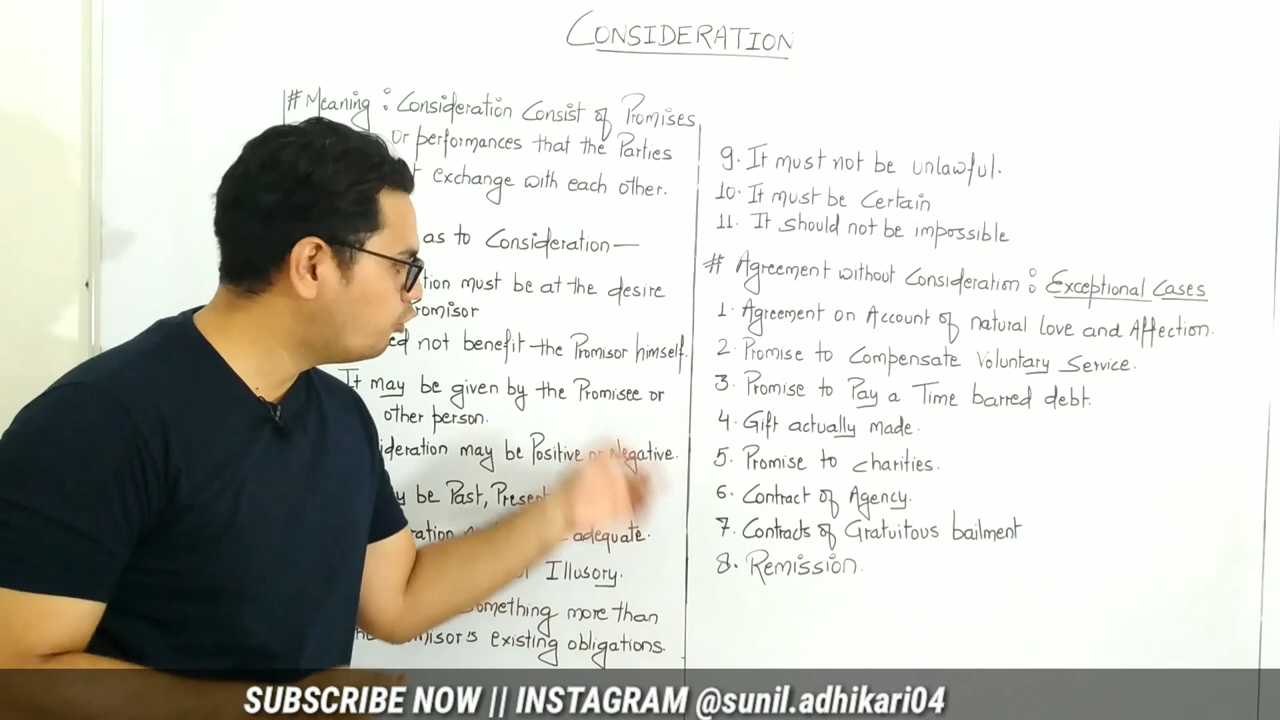 CONSIDERATION
# Meaning : Consideration Consist of Promises
or performances that the Parties
exchange with each other.
as to Consideration—
must be at the desire
not benefit the Promisor himself.
It may be given by the Promisee or
other person.
may be Positive or Negative.
be Past, Present
adequate.
Illusory.
something more than
existing obligations.
9. It must not be unlawful.
10. It must be Certain
11. It should not be impossible
# Agreement without Consideration : Exceptional Cases
1. Agreement on Account of natural love and Affection.
2. Promise to Compensate Voluntary Service.
3. Promise to Pay a Time barred debt.
4. Gift actually made.
5. Promise to charities.
6. Contract of Agency.
7. Contracts of Gratuitous bailment
8. Remission.
SUBSCRIBE NOW || INSTAGRAM @sunil.adhikari04